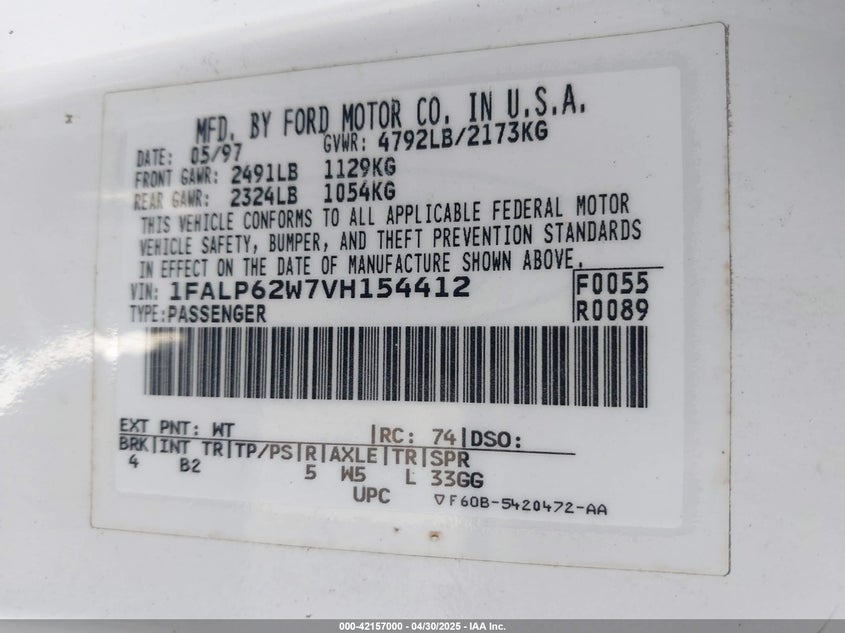 MFD. BY FORD MOTOR CO. IN U.S.A.
DATE: 05/97 GVWR: 4792LB/2173KG
FRONT GAWR: 2491LB 1129KG
REAR GAWR: 2324LB 1054KG
THIS VEHICLE CONFORMS TO ALL APPLICABLE FEDERAL MOTOR
VEHICLE SAFETY, BUMPER, AND THEFT PREVENTION STANDARDS
IN EFFECT ON THE DATE OF MANUFACTURE SHOWN ABOVE.
VIN: 1FALP62W7VH154412 F0055
TYPE:PASSENGER R0089
EXT PNT: WT RC: 74 DSO:
BRK INT TR TP/PS R AXLE TR SPR
4 B2 5 W5 L 33GG
UPC ▽F60B-5420472-AA
000-42157000 - 04/30/2025 - IAA Inc.